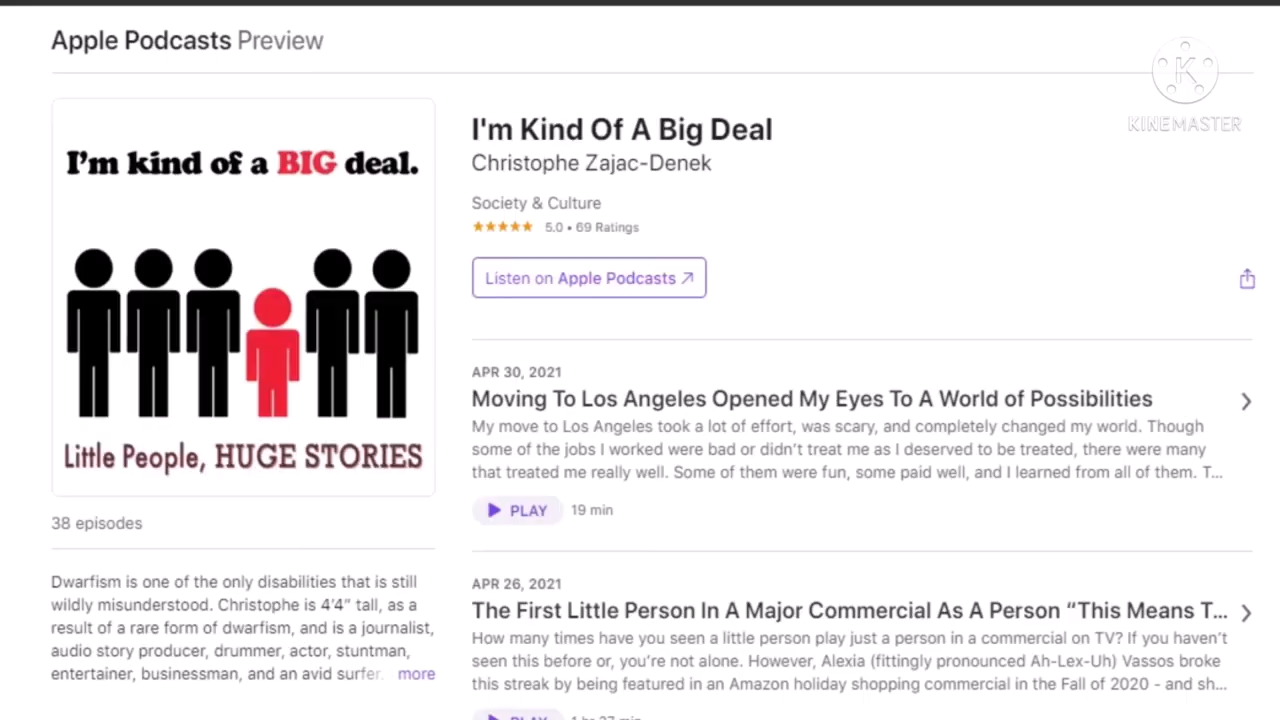 Apple Podcasts Preview
KINEMASTER
I'm kind of a BIG deal.
Little People, HUGE STORIES
38 episodes
Dwarfism is one of the only disabilities that is still
wildly misunderstood. Christophe is 4'4” tall, as a
result of a rare form of dwarfism, and is a journalist,
audio story producer, drummer, actor, stuntman,
entertainer, businessman, and an avid surfer. more
I'm Kind Of A Big Deal
Christophe Zajac-Denek
Society & Culture
★★★★★ 5.0 • 69 Ratings
Listen on Apple Podcasts ↗
APR 30, 2021
Moving To Los Angeles Opened My Eyes To A World of Possibilities
My move to Los Angeles took a lot of effort, was scary, and completely changed my world. Though
some of the jobs I worked were bad or didn’t treat me as I deserved to be treated, there were many
that treated me really well. Some of them were fun, some paid well, and I learned from all of them. T...
PLAY 19 min
APR 26, 2021
The First Little Person In A Major Commercial As A Person “This Means T...
How many times have you seen a little person play just a person in a commercial on TV? If you haven’t
seen this before or, you’re not alone. However, Alexia (fittingly pronounced Ah-Lex-Uh) Vassos broke
this streak by being featured in an Amazon holiday shopping commercial in the Fall of 2020 - and sh...
PLAY